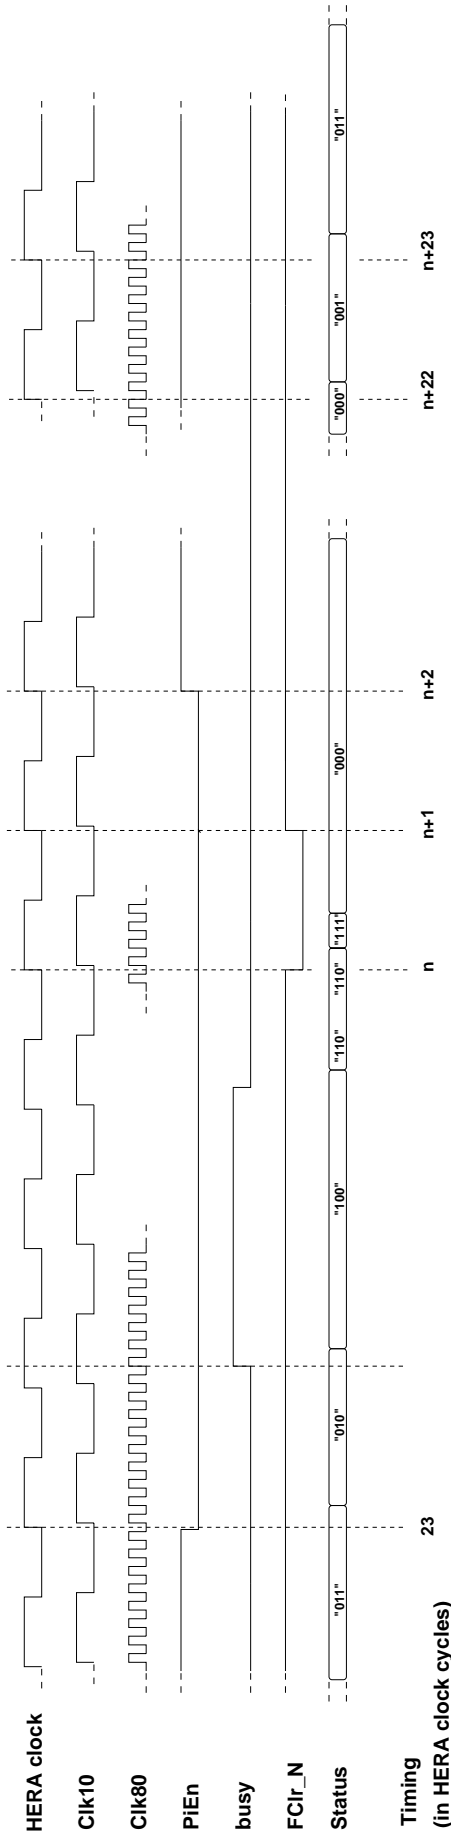 HERA clock
Clk10
Clk80
PiEn
busy
FClr_N
Status "011" "010" "100" "110" "110" "111" "000" "000" "001" "011"
Timing 23 n n+1 n+2 n+22 n+23
(in HERA clock cycles)